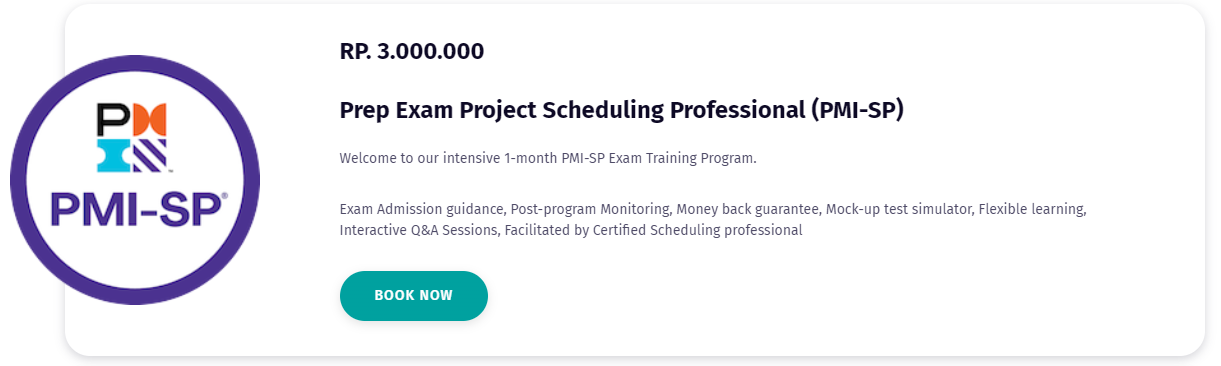 PM
PMI-SP®
RP. 3.000.000
Prep Exam Project Scheduling Professional (PMI-SP)
Welcome to our intensive 1-month PMI-SP Exam Training Program.
Exam Admission guidance, Post-program Monitoring, Money back guarantee, Mock-up test simulator, Flexible learning,
Interactive Q&A Sessions, Facilitated by Certified Scheduling professional
BOOK NOW